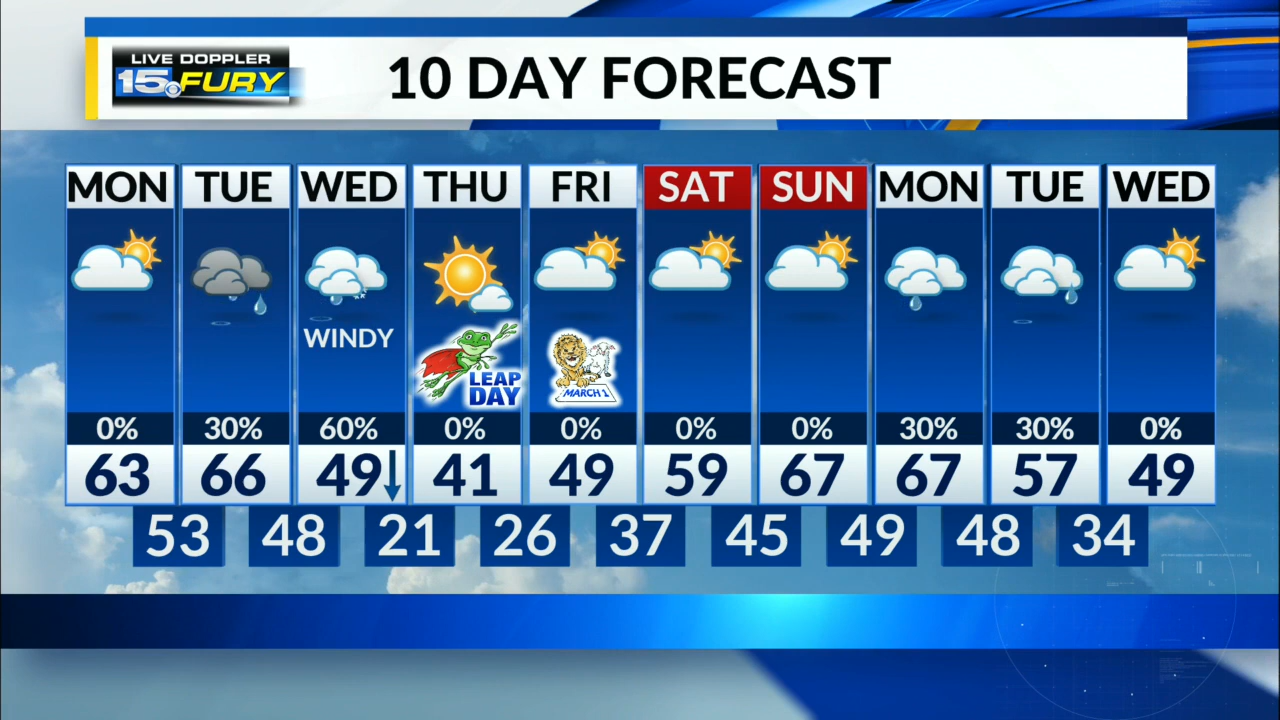 LIVE DOPPLER
15 FURY
10 DAY FORECAST
MON TUE WED THU FRI SAT SUN MON TUE WED
WINDY
LEAP
DAY
MARCH 1
0% 30% 60% 0% 0% 0% 0% 30% 30% 0%
63 66 49 41 49 59 67 67 57 49
53 48 21 26 37 45 49 48 34